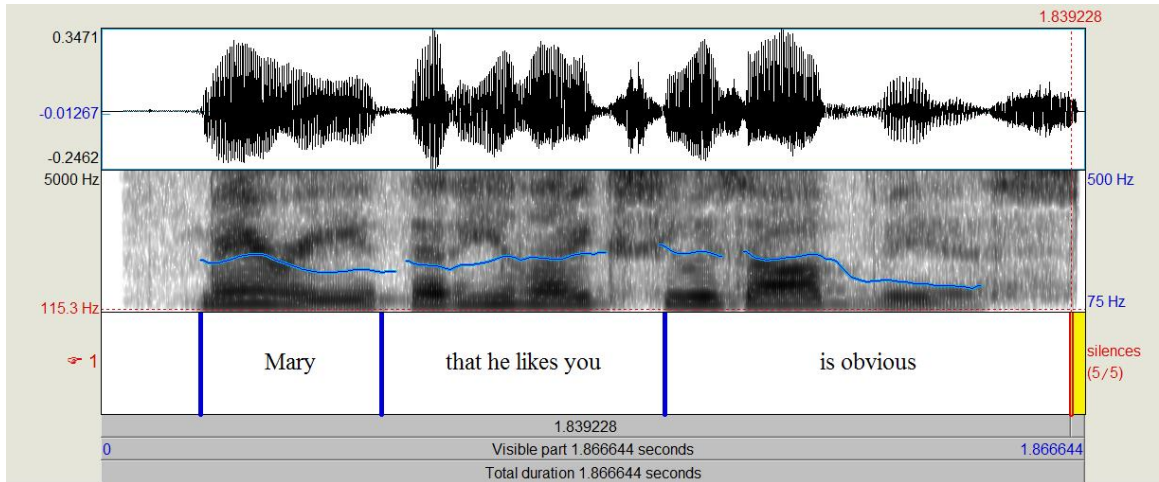 1.839228
0.3471
-0.01267
-0.2462
5000 Hz
500 Hz
115.3 Hz
75 Hz
☞ 1
Mary
that he likes you
is obvious
silences
(5/5)
1.839228
0
Visible part 1.866644 seconds
1.866644
Total duration 1.866644 seconds